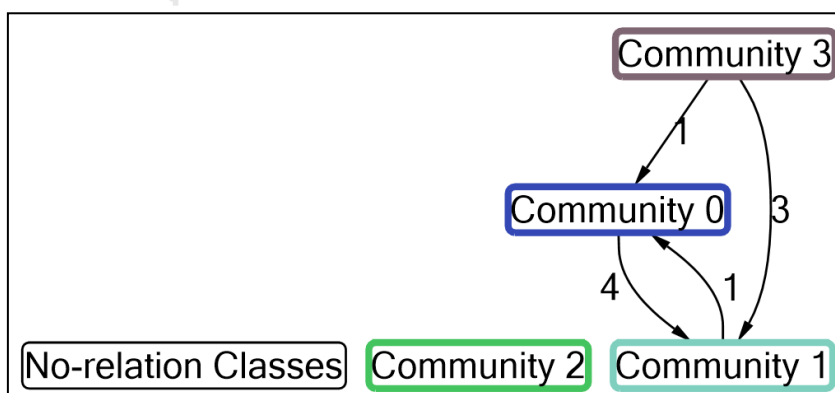 Community 3
1
Community 0
3
4
1
No-relation Classes
Community 2
Community 1